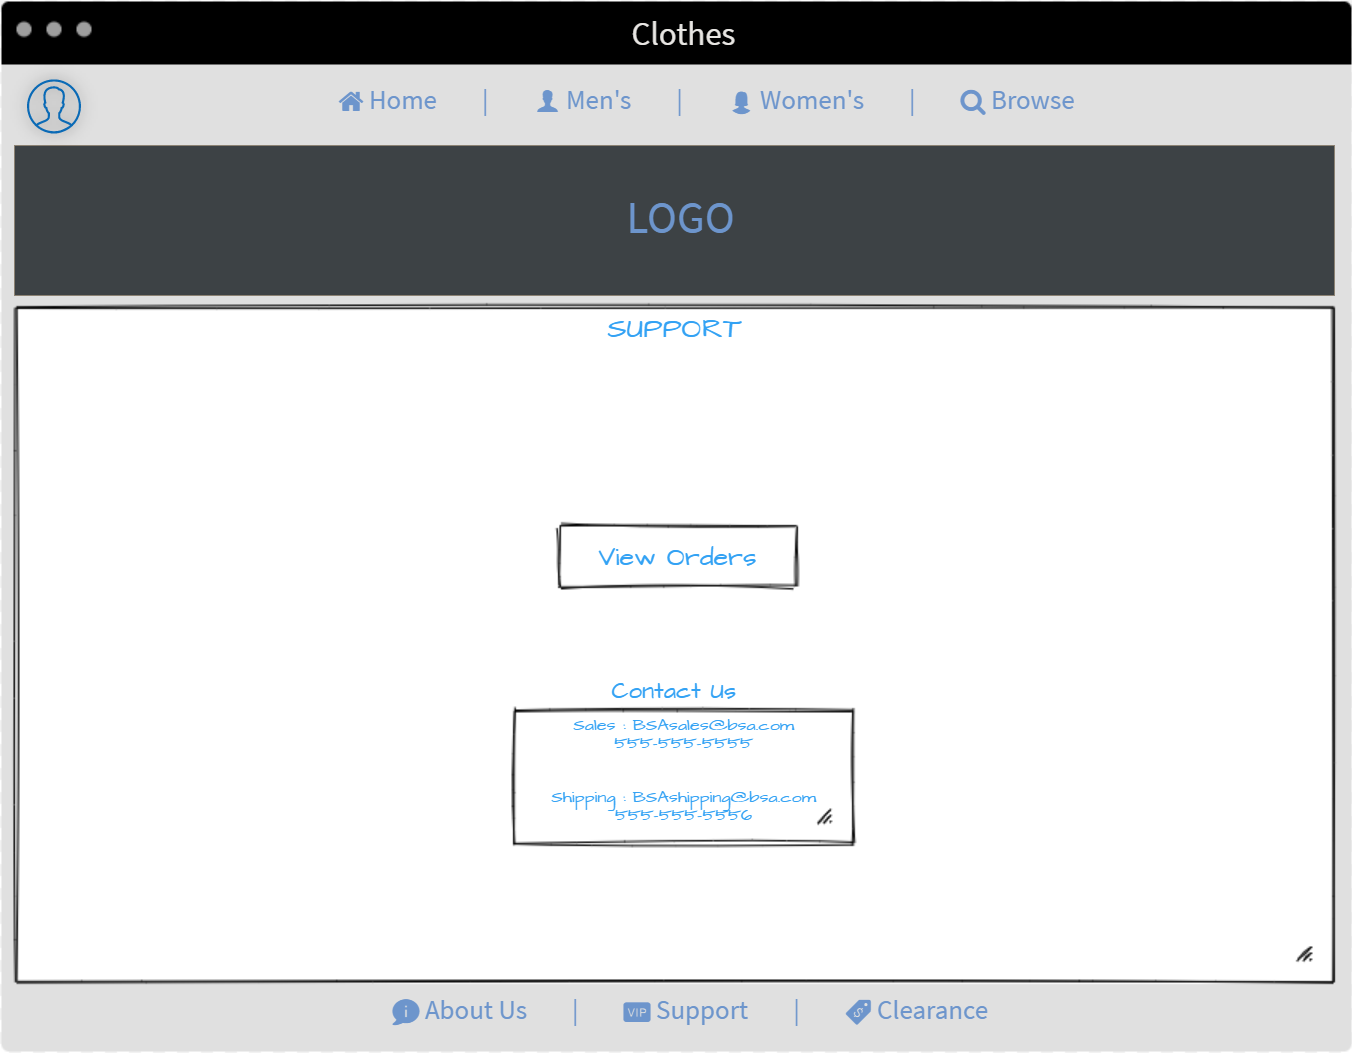 Clothes
Home | Men's | Women's | Browse
LOGO
SUPPORT
View Orders
Contact Us
Sales : BSAsales@bsa.com
555-555-5555
Shipping : BSAshipping@bsa.com
555-555-5556
About Us | VIP Support | Clearance